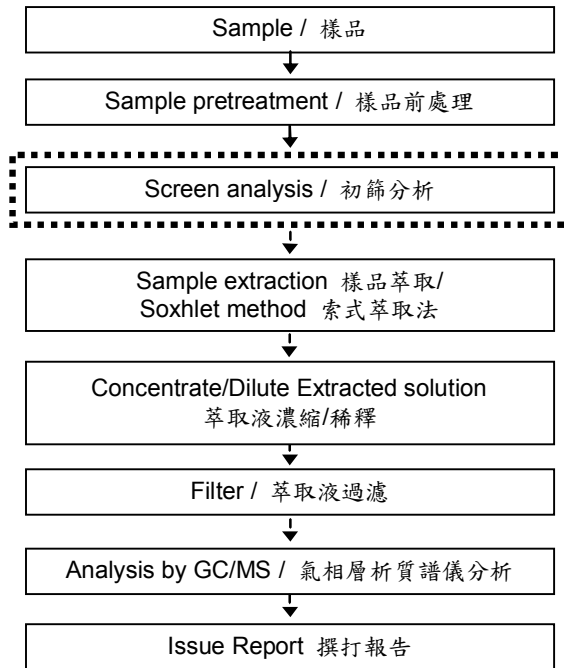 Sample / 樣品
Sample pretreatment / 樣品前處理
Screen analysis / 初篩分析
Sample extraction 樣品萃取/
Soxhlet method 索式萃取法
Concentrate/Dilute Extracted solution
萃取液濃縮/稀釋
Filter / 萃取液過濾
Analysis by GC/MS / 氣相層析質譜儀分析
Issue Report 撰打報告